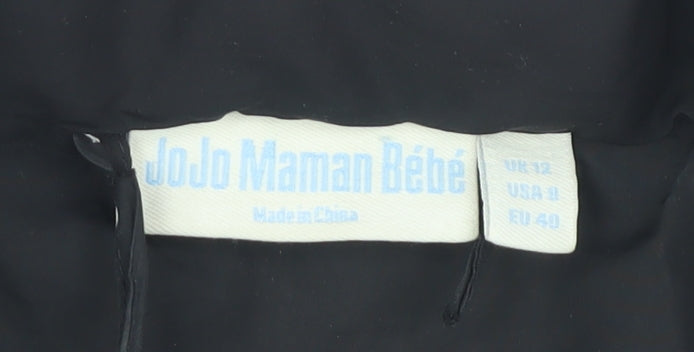 JoJo Maman Bébé
Made in China
UK 12
USA 8
EU 40